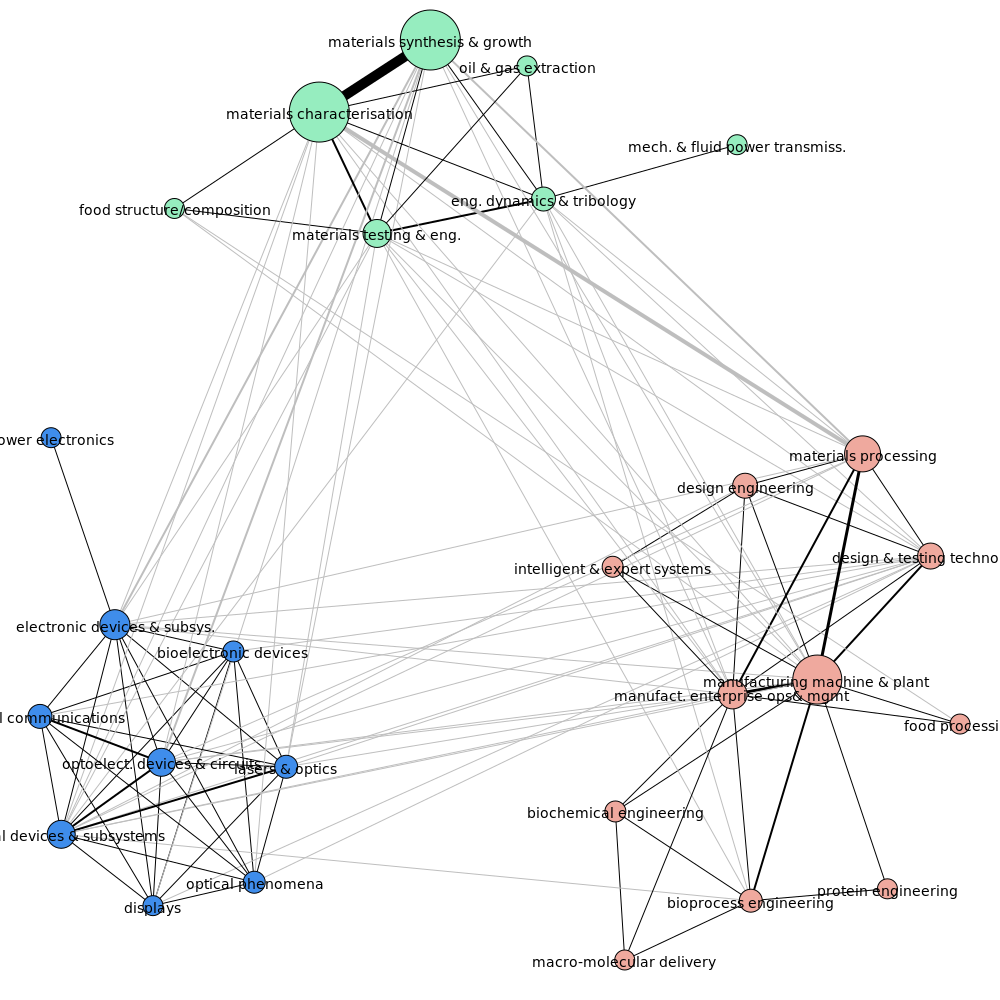 materials synthesis & growth
oil & gas extraction
materials characterisation
mech. & fluid power transmiss.
eng. dynamics & tribology
food structure/composition
materials testing & eng.
ower electronics
materials processing
design engineering
design & testing techno
intelligent & expert systems
electronic devices & subsys.
bioelectronic devices
manufacturing machine & plant
manufact. enterprise ops& mgmt
l communications
food processi
optoelect. devices & circuits
lasers & optics
biochemical engineering
al devices & subsystems
optical phenomena
protein engineering
bioprocess engineering
displays
macro-molecular delivery